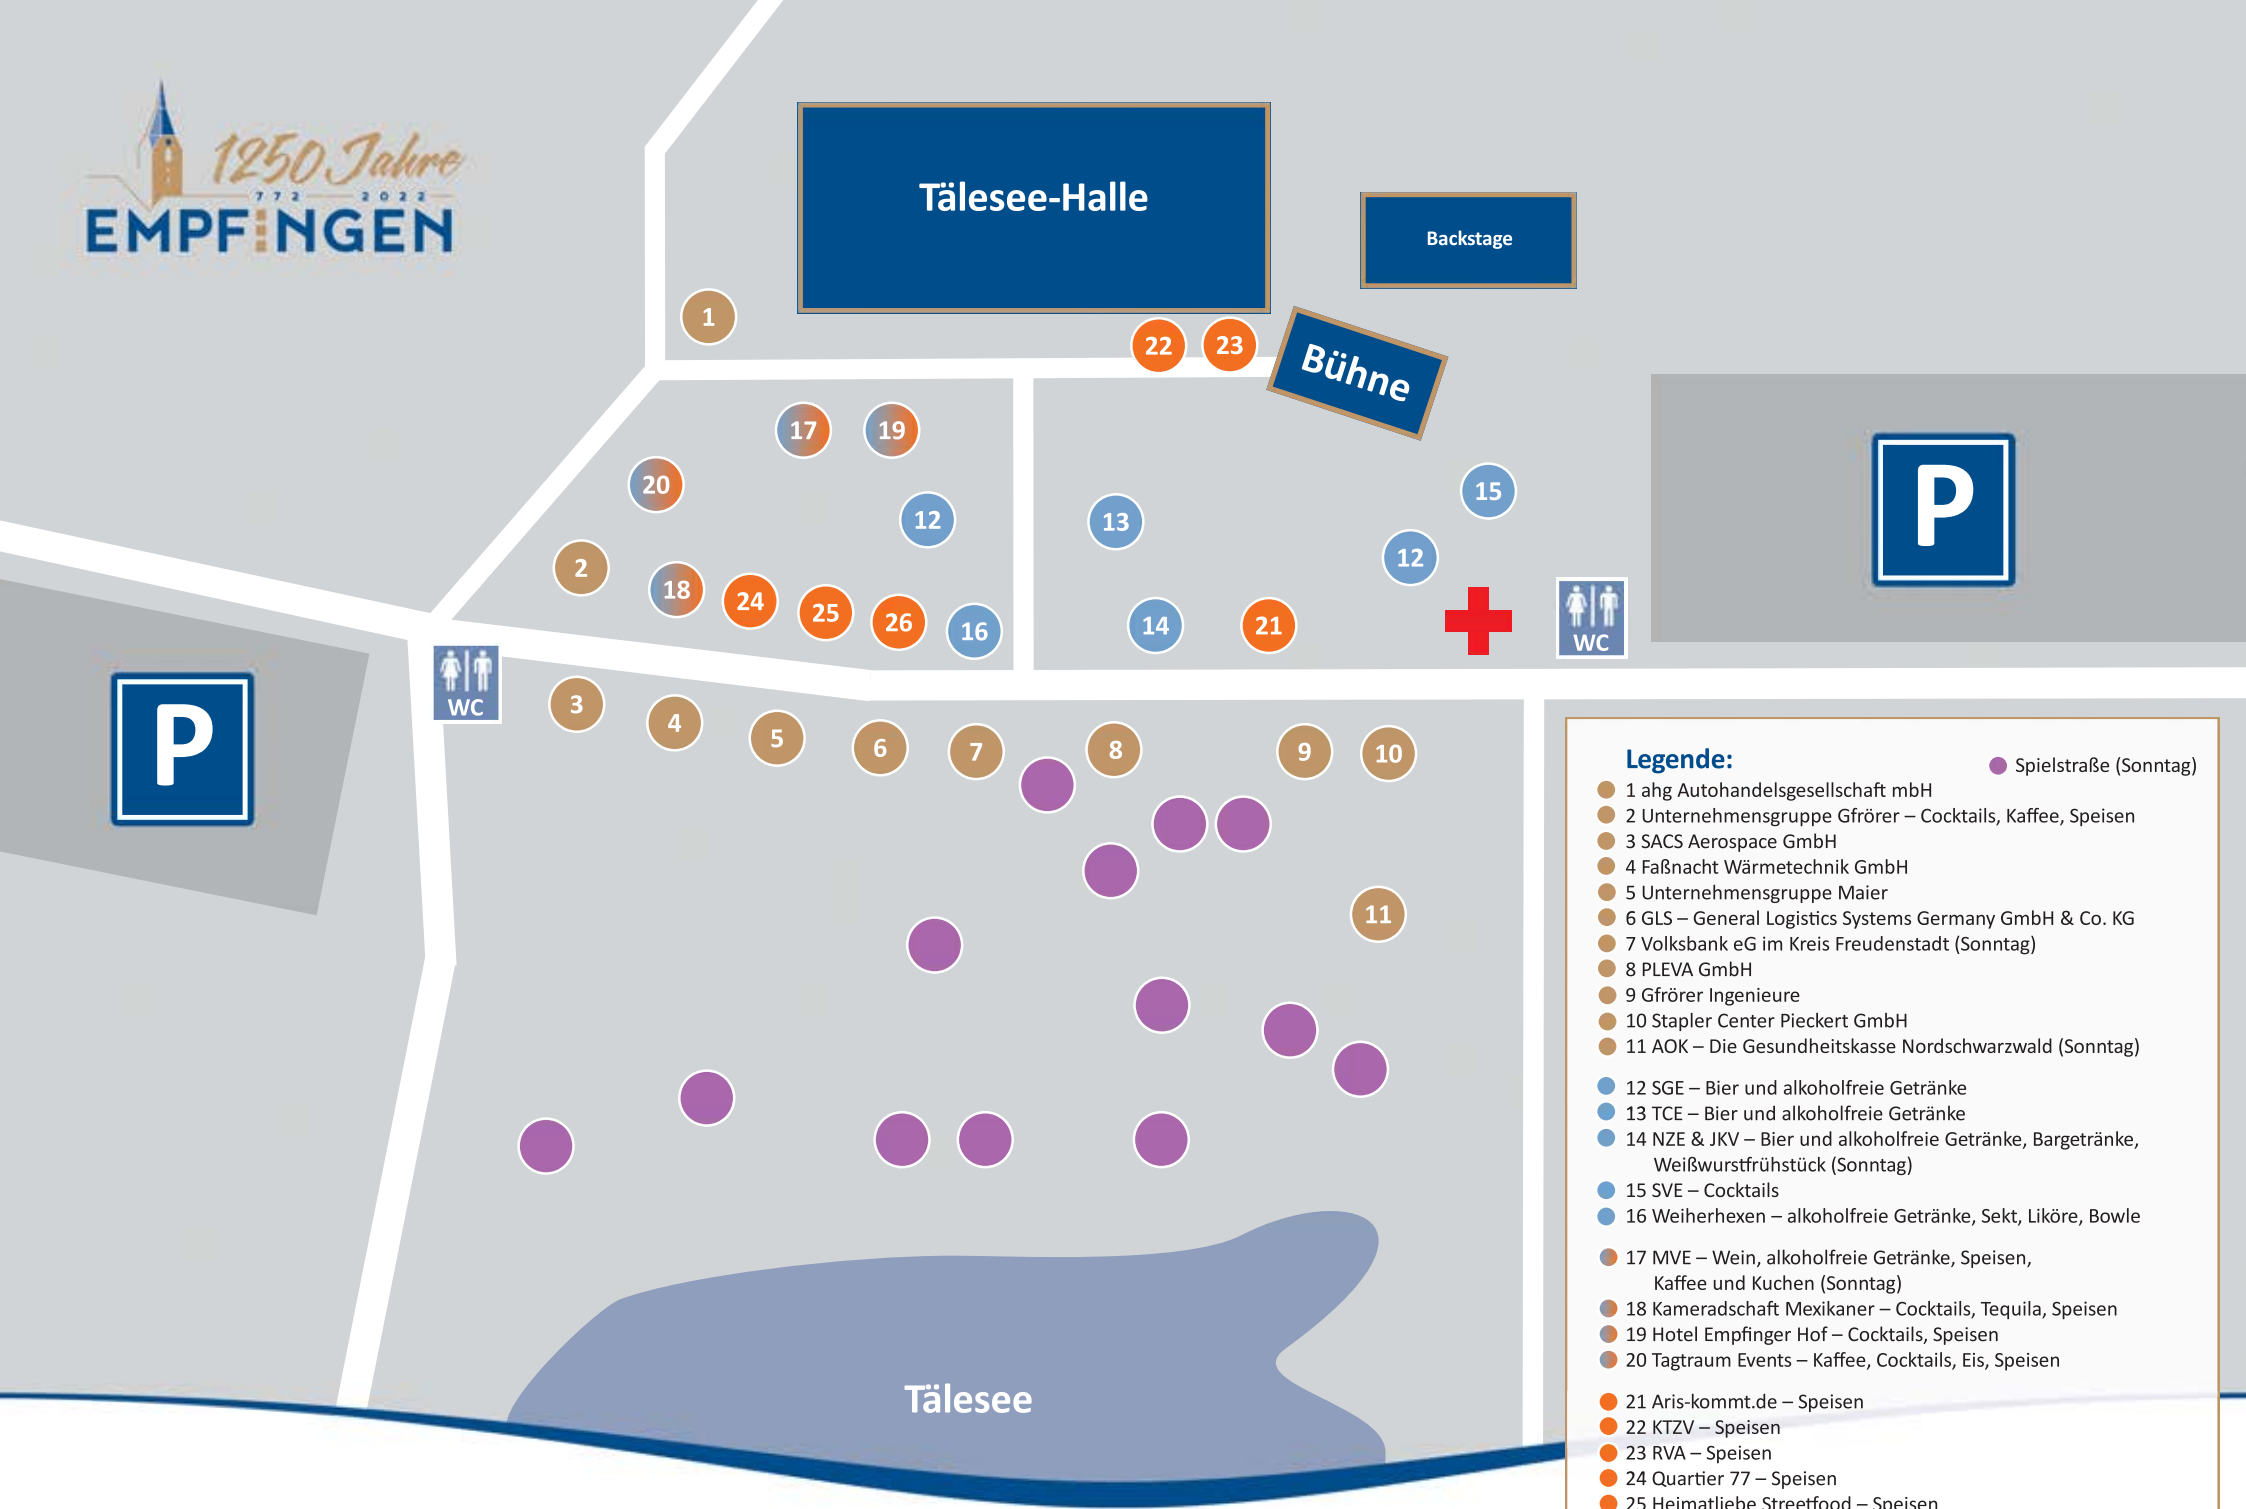 1250 Jahre
772 2022
EMPFINGEN
Tälesee-Halle
Backstage
Bühne
1
22
23
17
19
20
15
12
13
12
2
18
24
25
26
16
14
21
P
WC
WC
P
3
4
5
6
7
8
9
10
11
Tälesee
Legende:
Spielstraße (Sonntag)
1 ahg Autohandelsgesellschaft mbH
2 Unternehmensgruppe Gfrörer – Cocktails, Kaffee, Speisen
3 SACS Aerospace GmbH
4 Faßnacht Wärmetechnik GmbH
5 Unternehmensgruppe Maier
6 GLS – General Logistics Systems Germany GmbH & Co. KG
7 Volksbank eG im Kreis Freudenstadt (Sonntag)
8 PLEVA GmbH
9 Gfrörer Ingenieure
10 Stapler Center Pieckert GmbH
11 AOK – Die Gesundheitskasse Nordschwarzwald (Sonntag)
12 SGE – Bier und alkoholfreie Getränke
13 TCE – Bier und alkoholfreie Getränke
14 NZE & JKV – Bier und alkoholfreie Getränke, Bargetränke,
Weißwurstfrühstück (Sonntag)
15 SVE – Cocktails
16 Weiherhexen – alkoholfreie Getränke, Sekt, Liköre, Bowle
17 MVE – Wein, alkoholfreie Getränke, Speisen,
Kaffee und Kuchen (Sonntag)
18 Kameradschaft Mexikaner – Cocktails, Tequila, Speisen
19 Hotel Empfinger Hof – Cocktails, Speisen
20 Tagtraum Events – Kaffee, Cocktails, Eis, Speisen
21 Aris-kommt.de – Speisen
22 KTZV – Speisen
23 RVA – Speisen
24 Quartier 77 – Speisen
25 Heimatliebe Streetfood – Speisen